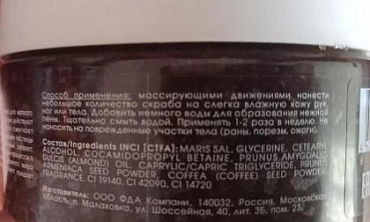 Способ применения: массирующими движениями нанести
небольшое количество скраба на слегка влажную кожу рук,
ног или тела. Добавить немного воды для образования нежной
пены. Тщательно смыть водой. Применять 1-2 раза в неделю. Не
наносить на поврежденные участки тела (раны, порезы, ожоги).
Состав/Ingredients INCI [CTFA]: MARIS SAL, GLYCERINE, CETEARYL
ALCOHOL, COCAMIDOPROPYL BETAINE, PRUNUS AMYGDALUS
DULCIS (ALMOND) OIL, CAPRYLIC/CAPRIC TRIGLYCERIDE, PRUNUS
ARMENIACA SEED POWDER, COFFEA (COFFEE) SEED POWDER,
FRAGRANCE, CI 19140, CI 42090, CI 14720
Изготовитель: ООО ФДА Компани, 140032, Россия, Московская
п. Малаховка, ул. Шоссейная, 40, лит. 3Б, пом. 23